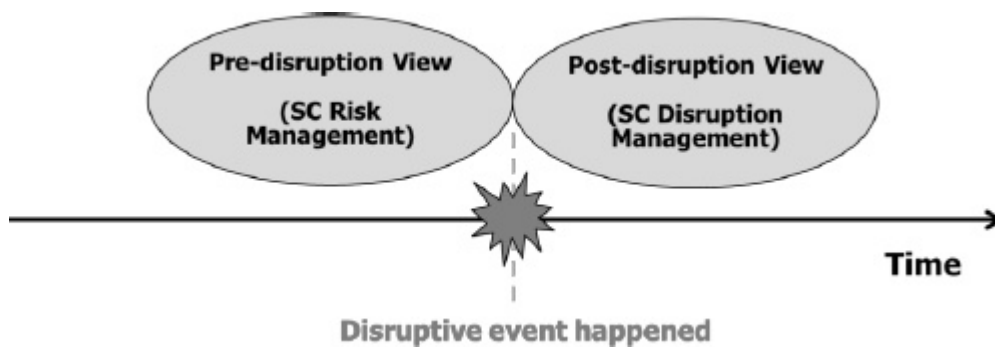 Pre-disruption View
(SC Risk
Management)
Post-disruption View
(SC Disruption
Management)
Time
Disruptive event happened